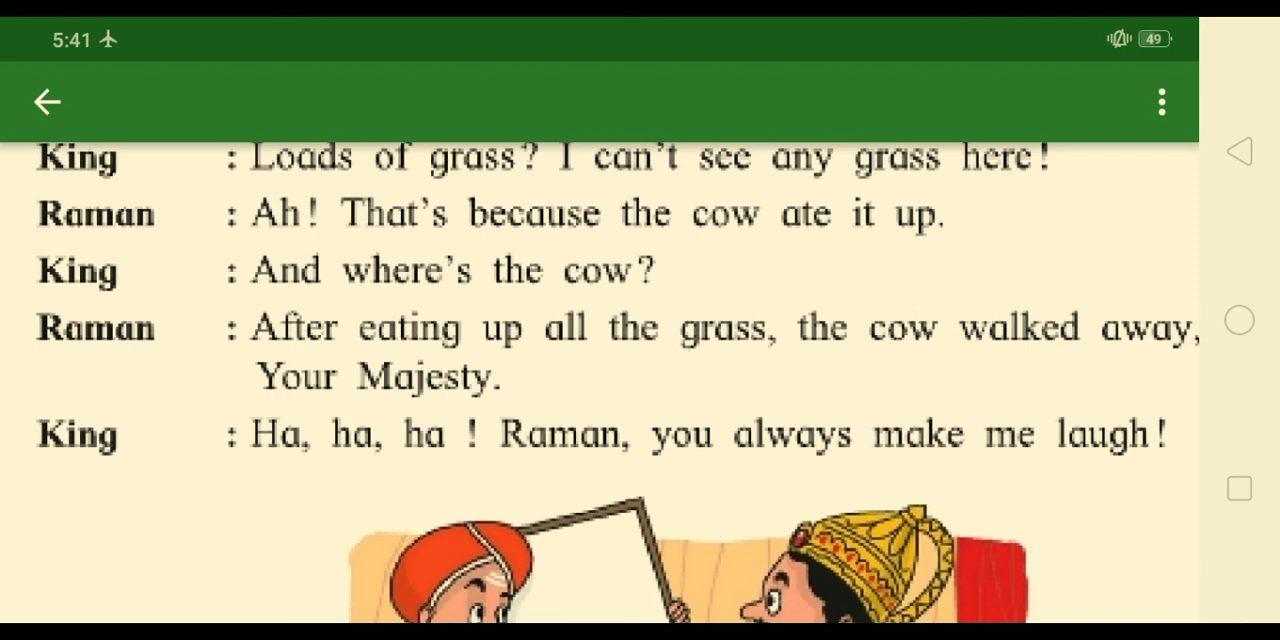 5:41
49
King : Loads of grass? I can't see any grass here!
Raman : Ah! That's because the cow ate it up.
King : And where's the cow?
Raman : After eating up all the grass, the cow walked away,
Your Majesty.
King : Ha, ha, ha ! Raman, you always make me laugh!